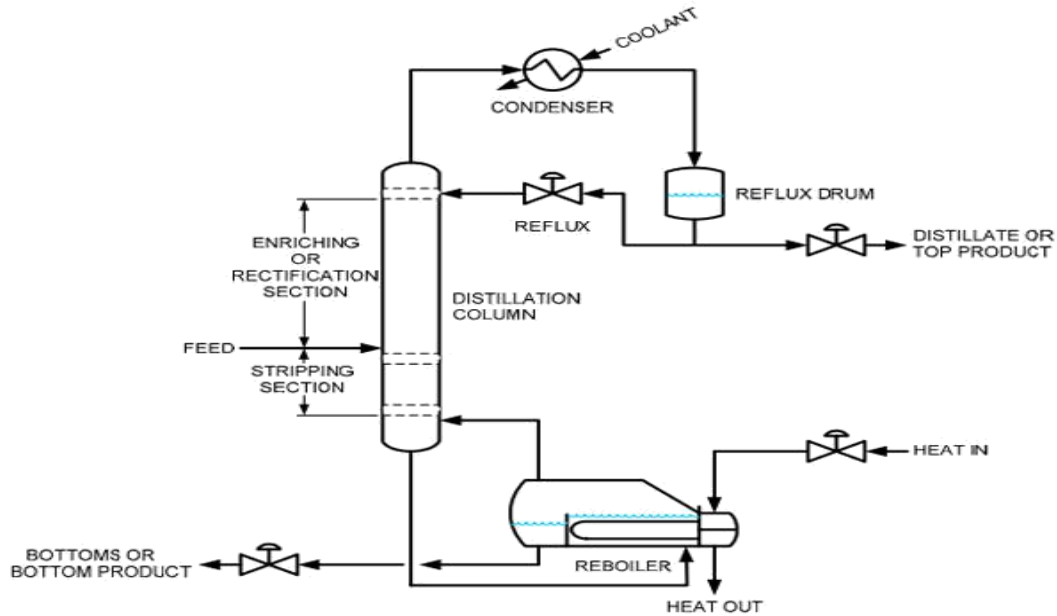 COOLANT
CONDENSER
REFLUX DRUM
REFLUX
DISTILLATE OR
TOP PRODUCT
ENRICHING
OR
RECTIFICATION
SECTION
DISTILLATION
COLUMN
FEED
STRIPPING
SECTION
HEAT IN
BOTTOMS OR
BOTTOM PRODUCT
REBOILER
HEAT OUT